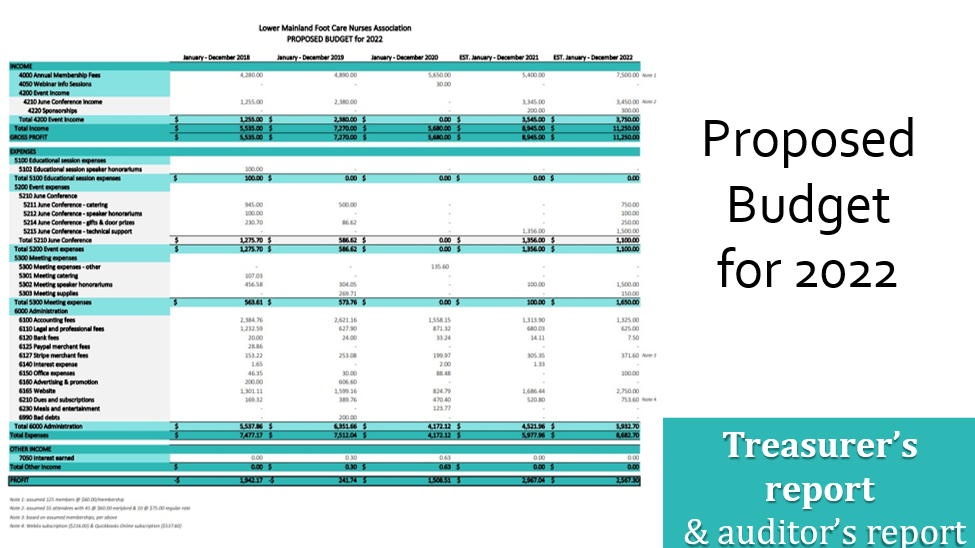 Lower Mainland Foot Care Nurses Association
PROPOSED BUDGET for 2022
January - December 2018 January - December 2019 January - December 2020 EST. January - December 2021 EST. January - December 2022
INCOME
4000 Annual Membership Fees 4,280.00 4,890.00 5,650.00 5,400.00 7,500.00 Note 1
4050 Webinar Info Sessions - - 30.00 - -
4200 Event Income
4210 June Conference Income 1,255.00 2,380.00 - 3,345.00 3,450.00 Note 2
4220 Sponsorships - - - 200.00 300.00
Total 4200 Event Income $ 1,255.00 $ 2,380.00 $ 0.00 $ 3,545.00 $ 3,750.00
Total Income $ 5,535.00 $ 7,270.00 $ 5,680.00 $ 8,945.00 $ 11,250.00
GROSS PROFIT $ 5,535.00 $ 7,270.00 $ 5,680.00 $ 8,945.00 $ 11,250.00
EXPENSES
5100 Educational session expenses
5102 Educational session speaker honorariums 100.00 - - - -
Total 5100 Educational session expenses $ 100.00 $ 0.00 $ 0.00 $ 0.00 $ 0.00
5200 Event expenses
5210 June Conference
5211 June Conference - catering 945.00 500.00 - - 750.00
5212 June Conference - speaker honorariums 100.00 - - - 100.00
5214 June Conference - gifts & door prizes 230.70 86.62 - - 250.00
5215 June Conference - technical support - - - 1,356.00 1,500.00
Total 5210 June Conference $ 1,275.70 $ 586.62 $ 0.00 $ 1,356.00 $ 1,100.00
Total 5200 Event expenses $ 1,275.70 $ 586.62 $ 0.00 $ 1,356.00 $ 1,100.00
5300 Meeting expenses
5300 Meeting expenses - other - - 135.60 - -
5301 Meeting catering 107.03 - - - -
5302 Meeting speaker honorariums 456.58 304.05 - 100.00 1,500.00
5303 Meeting supplies - 269.71 - - 150.00
Total 5300 Meeting expenses $ 563.61 $ 573.76 $ 0.00 $ 100.00 $ 1,650.00
6000 Administration
6100 Accounting fees 2,384.76 2,621.16 1,558.15 1,313.90 1,325.00
6110 Legal and professional fees 1,232.59 627.90 871.32 680.03 625.00
6120 Bank fees 20.00 24.00 33.24 14.11 7.50
6125 Paypal merchant fees 28.86 - - - -
6127 Stripe merchant fees 153.22 253.08 199.97 305.35 371.60 Note 3
6140 Interest expense 1.65 - 2.00 1.33 -
6150 Office expenses 46.35 30.00 88.48 - 100.00
6160 Advertising & promotion 200.00 606.60 - - -
6165 Website 1,301.11 1,599.16 824.79 1,686.44 2,750.00
6210 Dues and subscriptions 169.32 389.76 470.40 520.80 753.60 Note 4
6230 Meals and entertainment - - 123.77 - -
6990 Bad debts - 200.00 - - -
Total 6000 Administration $ 5,537.86 $ 6,351.66 $ 4,172.12 $ 4,521.96 $ 5,932.70
Total Expenses $ 7,477.17 $ 7,512.04 $ 4,172.12 $ 5,977.96 $ 8,682.70
OTHER INCOME
7050 Interest earned 0.00 0.30 0.63 0.00 0.00
Total Other Income $ 0.00 $ 0.30 $ 0.63 $ 0.00 $ 0.00
PROFIT -$ 1,942.17 -$ 241.74 $ 1,508.51 $ 2,967.04 $ 2,567.30
Note 1: assumed 125 members @ $60.00/membership
Note 2: assumed 55 attendees with 45 @ $60.00 earlybird & 10 @ $75.00 regular rate
Note 3: based on assumed memberships, per above
Note 4: Weblio subscription ($216.00) & Quickbooks Online subscription ($537.60)
Proposed
Budget
for 2022
Treasurer's
report
& auditor's report